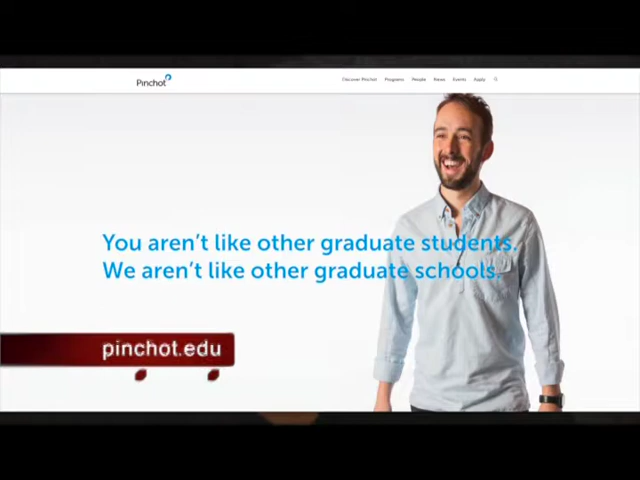 Pinchot
Discover Pinchot Programs People News Events Apply
You aren't like other graduate students.
We aren't like other graduate schools.
pinchot.edu